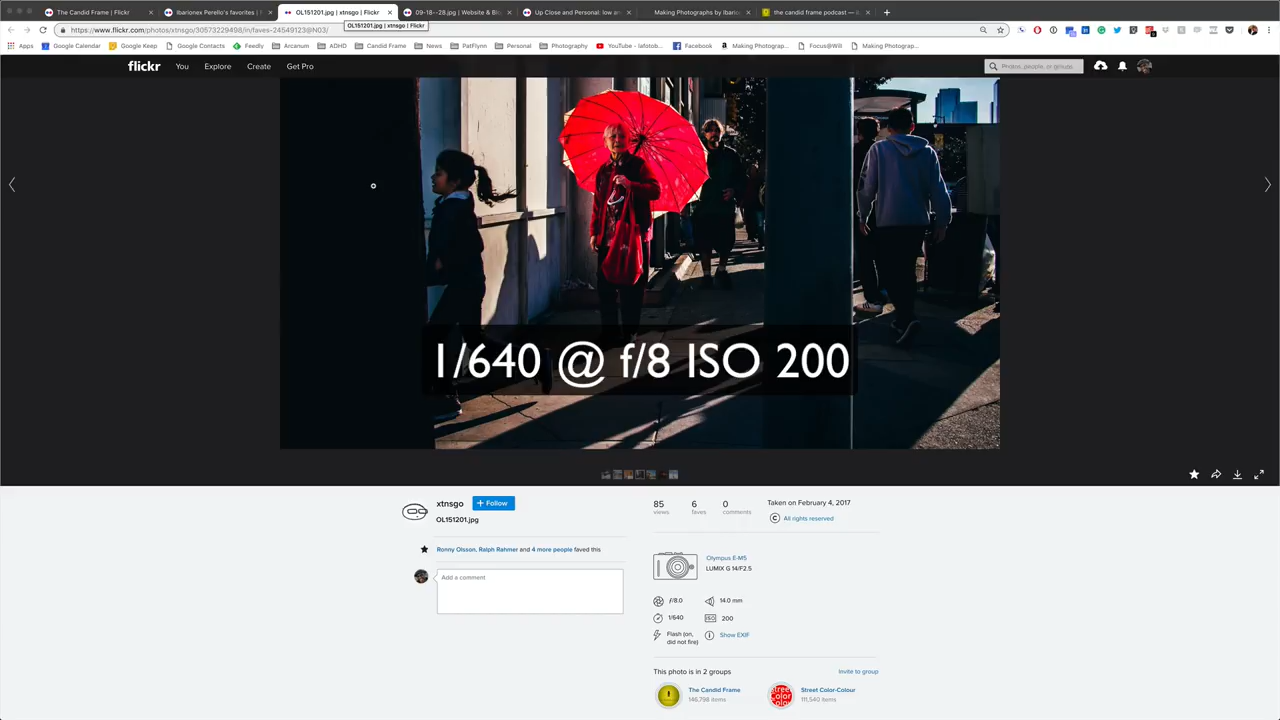 The Candid Frame | Flickr
Ibarionex Perello's favorites |
OL151201.jpg | xtnsgo | Flickr
09-18--28.jpg | Website & Bl
Up Close and Personal: low an
Making Photographs by Ibario
the candid frame podcast —
OL151201.jpg | xtnsgo | Flickr
https://www.flickr.com/photos/xtnsgo/30573229498/in/faves-24549123@N03/
Apps
Google Calendar
Google Keep
Google Contacts
Feedly
Arcanum
ADHD
Candid Frame
News
PatFlynn
Personal
Photography
YouTube - lafotob...
Facebook
Making Photograp...
Focus@Will
Making Photograp...
flickr
You
Explore
Create
Get Pro
Photos, people, or groups
1/640 @ f/8 ISO 200
xtnsgo
+ Follow
OL151201.jpg
Ronny Olsson, Ralph Rahmer and 4 more people faved this
Add a comment
85
views
6
faves
0
comments
Taken on February 4, 2017
All rights reserved
Olympus E-M5
LUMIX G 14/F2.5
ƒ/8.0
14.0 mm
1/640
ISO
200
Flash (on,
did not fire)
Show EXIF
This photo is in 2 groups
Invite to group
The Candid Frame
146,798 items
Street Color-Colour
111,540 items